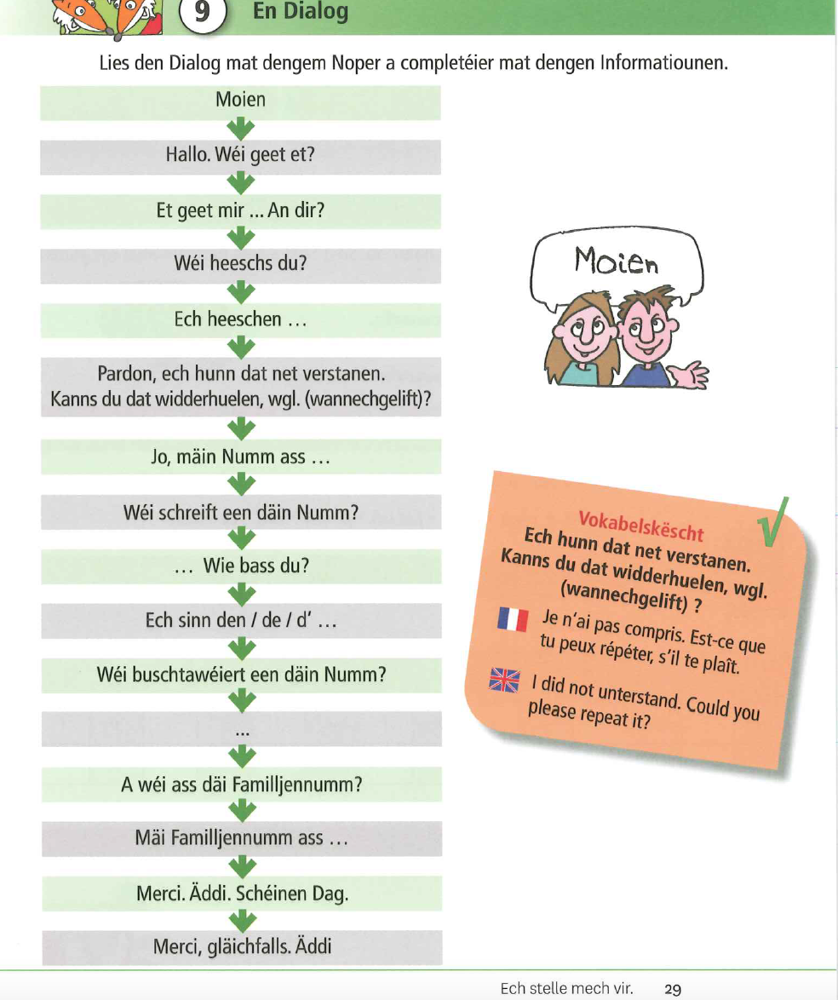 9 En Dialog
Lies den Dialog mat dengem Noper a completéier mat dengen Informatiounen.
Moien
Hallo. Wéi geet et?
Et geet mir ... An dir?
Wéi heeschs du?
Ech heeschen ...
Pardon, ech hunn dat net verstanen.
Kanns du dat widderhuelen, wgl. (wannechgelift)?
Jo, mäin Numm ass ...
Wéi schreift een däin Numm?
... Wie bass du?
Ech sinn den / de / d’ ...
Wéi buschtawéiert een däin Numm?
...
A wéi ass däi Familljennumm?
Mäi Familljennumm ass ...
Merci. Äddi. Schéinen Dag.
Merci, gläichfalls. Äddi
Moien
Vokabelskëscht
Ech hunn dat net verstanen.
Kanns du dat widderhuelen, wgl.
(wannechgelift) ?
Je n’ai pas compris. Est-ce que
tu peux répéter, s’il te plaît.
I did not unterstand. Could you
please repeat it?
Ech stelle mech vir. 29